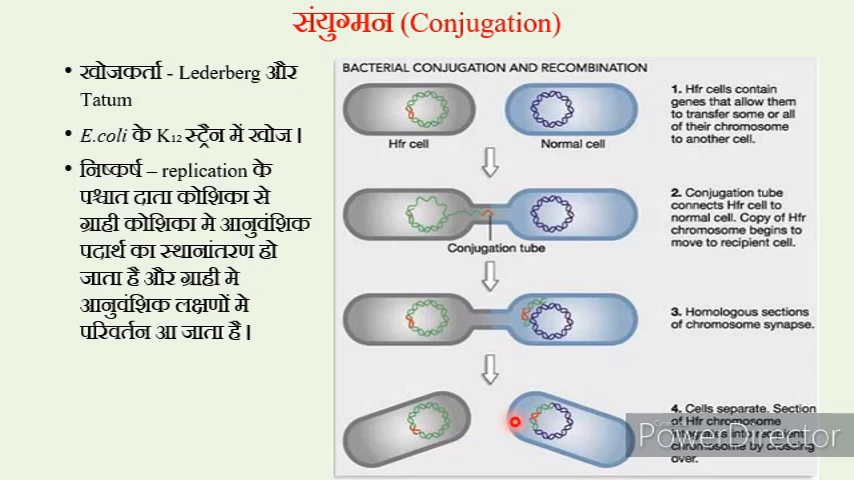 संयुग्मन (Conjugation)
• खोजकर्ता - Lederberg और
Tatum
• E.coli के K12 स्ट्रैन में खोज ।
• निष्कर्ष – replication के
पश्चात दाता कोशिका से
ग्राही कोशिका मे आनुवंशिक
पदार्थ का स्थानांतरण हो
जाता है और ग्राही मे
आनुवंशिक लक्षणों मे
परिवर्तन आ जाता है ।
BACTERIAL CONJUGATION AND RECOMBINATION
Hfr cell
Normal cell
1. Hfr cells contain
genes that allow them
to transfer some or all
of their chromosome
to another cell.
Conjugation tube
2. Conjugation tube
connects Hfr cell to
normal cell. Copy of Hfr
chromosome begins to
move to recipient cell.
3. Homologous sections
of chromosome synapse.
4. Cells separate. Section
of Hfr chromosome
into recipient
chromosome by crossing
over.
PowerDirector